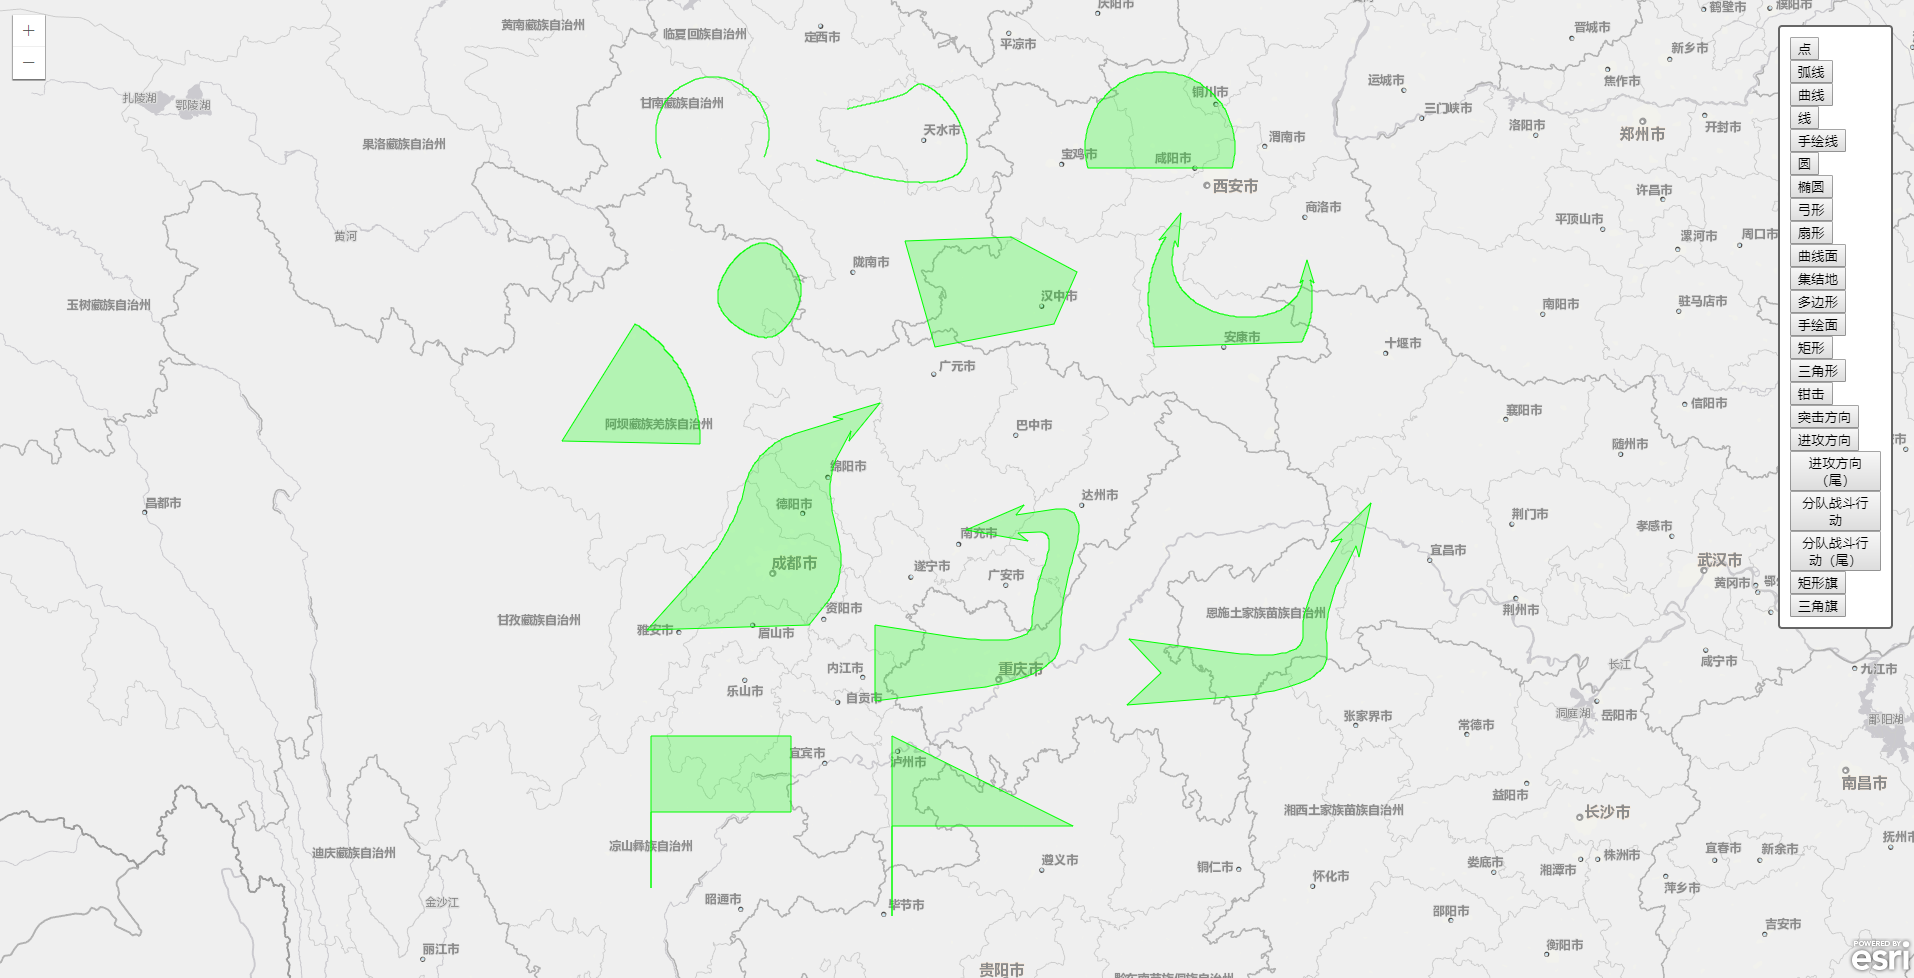 +
−
黄南藏族自治州
临夏回族自治州
定西市
庆阳市
平凉市
晋城市
鹤壁市
濮阳市
新乡市
扎陵湖
鄂陵湖
甘南藏族自治州
铜川市
运城市
焦作市
三门峡市
果洛藏族自治州
天水市
宝鸡市
咸阳市
渭南市
洛阳市
郑州市
开封市
西安市
商洛市
许昌市
平顶山市
漯河市
周口市
黄河
陇南市
汉中市
玉树藏族自治州
南阳市
驻马店市
安康市
十堰市
广元市
阿坝藏族羌族自治州
巴中市
襄阳市
信阳市
随州市
绵阳市
昌都市
德阳市
达州市
南充市
荆门市
孝感市
成都市
遂宁市
广安市
宜昌市
武汉市
黄冈市
甘孜藏族自治州
资阳市
恩施土家族苗族自治州
荆州市
雅安市
眉山市
内江市
重庆市
长江
咸宁市
九江市
乐山市
自贡市
张家界市
常德市
洞庭湖
岳阳市
鄱阳湖
宜宾市
泸州市
南昌市
益阳市
湘西土家族苗族自治州
长沙市
凉山彝族自治州
迪庆藏族自治州
遵义市
铜仁市
怀化市
娄底市
湘潭市
株洲市
宜春市
新余市
抚州市
萍乡市
金沙江
昭通市
毕节市
邵阳市
吉安市
丽江市
衡阳市
贵阳市
黔东南苗族侗族自治州
点
弧线
曲线
线
手绘线
圆
椭圆
弓形
扇形
曲线面
集结地
多边形
手绘面
矩形
三角形
钳击
突击方向
进攻方向
进攻方向
（尾）
分队战斗行
动
分队战斗行
动（尾）
矩形旗
三角旗
POWERED BY
esri